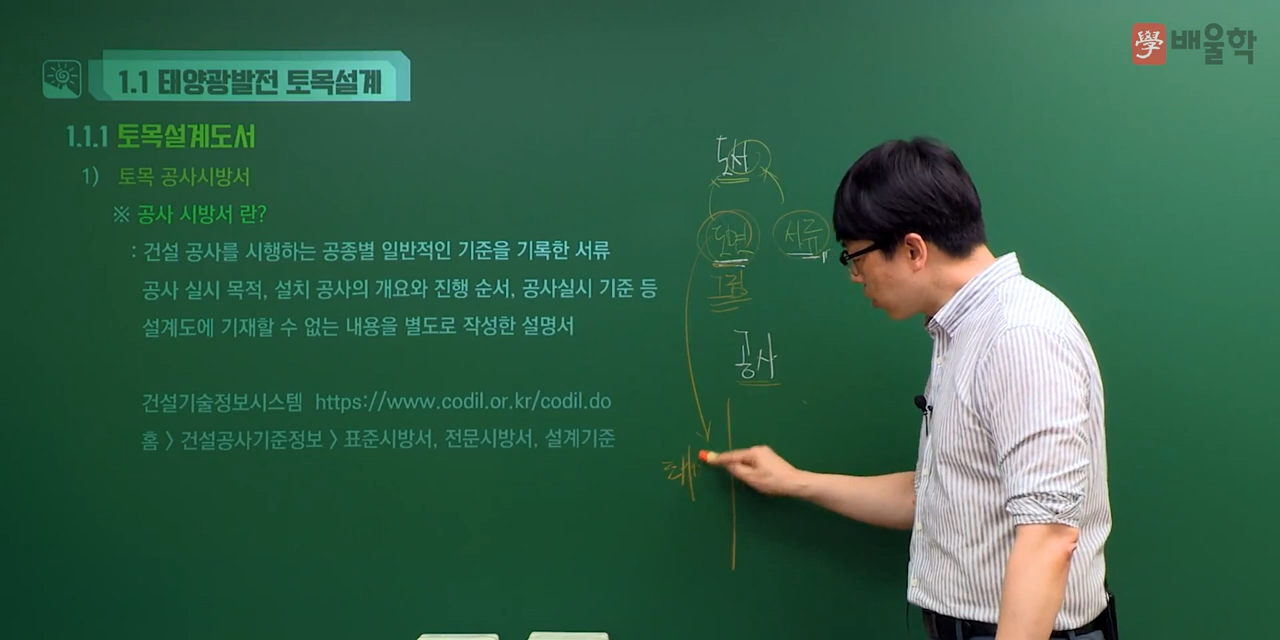 學 배울학
1.1 태양광발전 토목설계
1.1.1 토목설계도서
1) 토목 공사시방서
※ 공사 시방서 란?
: 건설 공사를 시행하는 공종별 일반적인 기준을 기록한 서류
공사 실시 목적, 설치 공사의 개요와 진행 순서, 공사실시 기준 등
설계도에 기재할 수 없는 내용을 별도로 작성한 설명서
건설기술정보시스템 https://www.codil.or.kr/codil.do
홈 > 건설공사기준정보 > 표준시방서, 전문시방서, 설계기준
도서
도면 서류
그림
공사